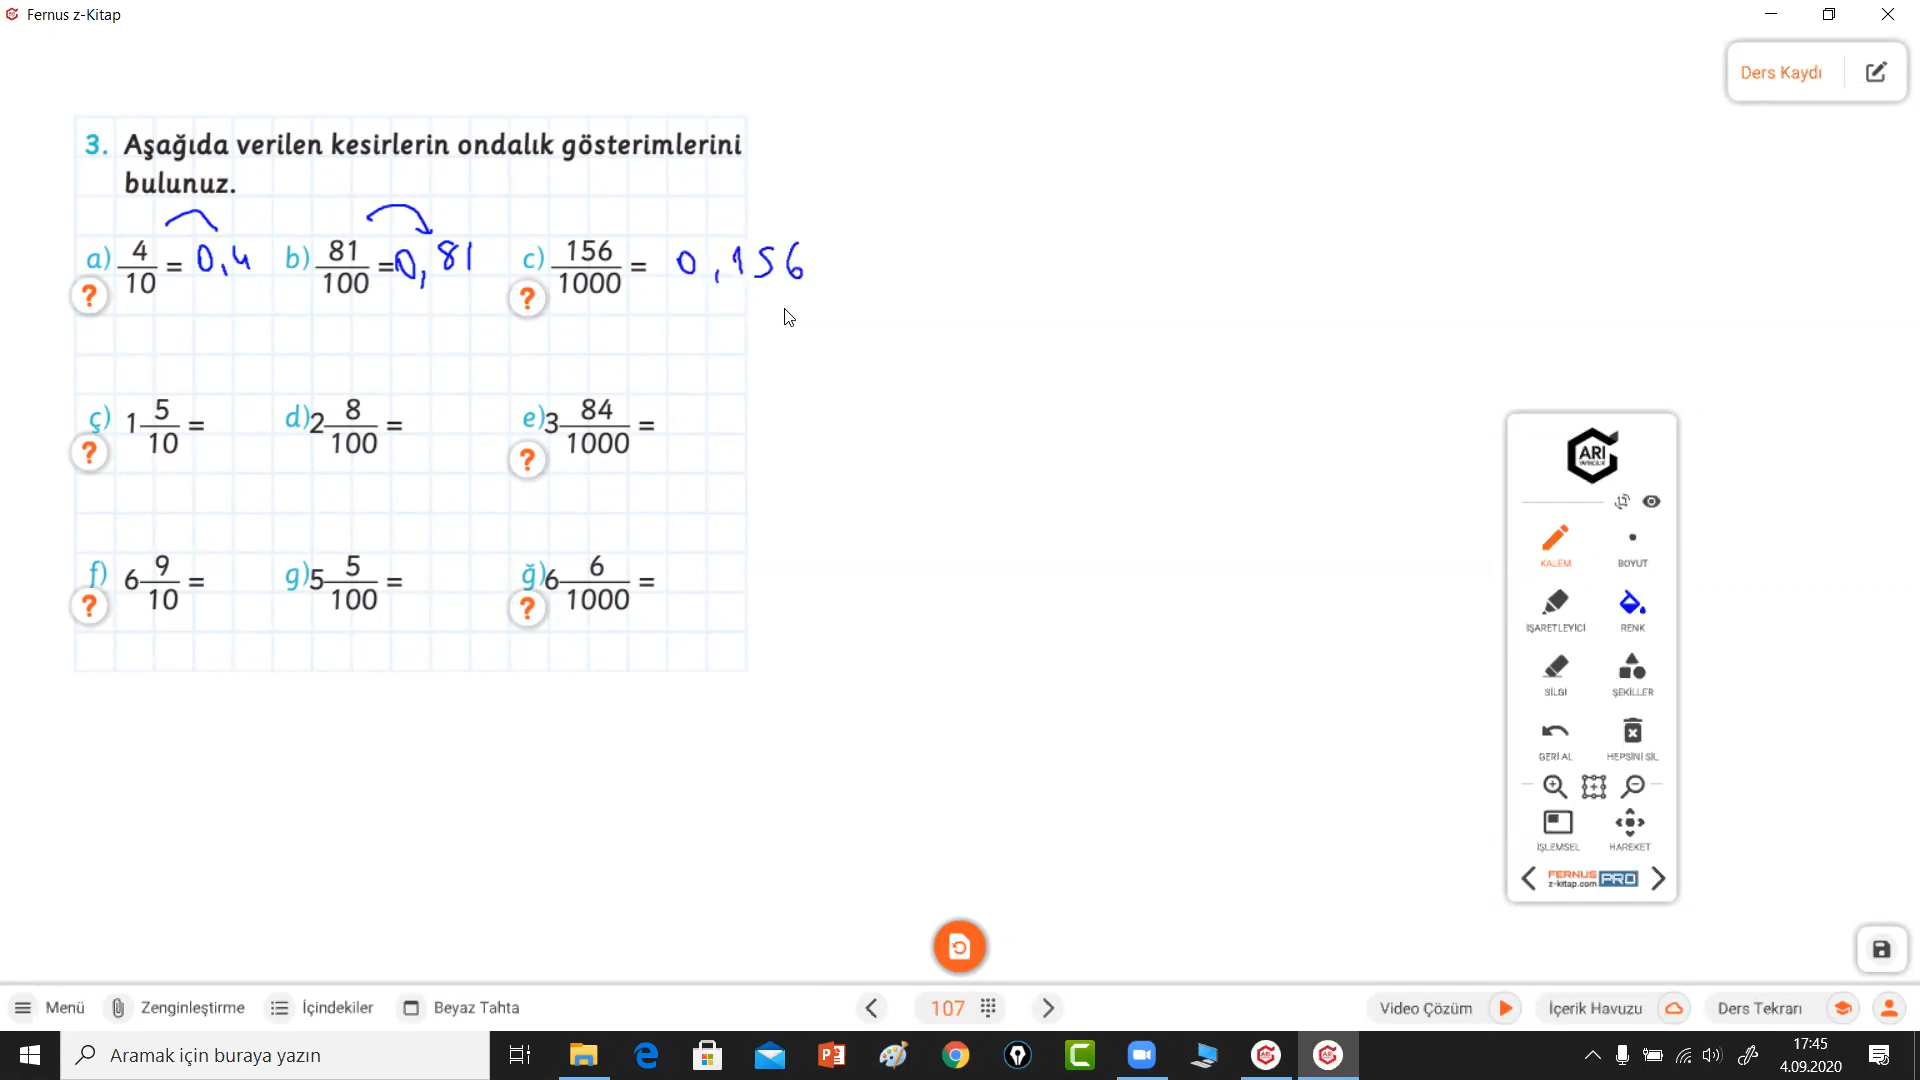 Fernus z-Kitap
Ders Kaydı
3. Aşağıda verilen kesirlerin ondalık gösterimlerini
bulunuz.
a) 4/10 = 0,4 b) 81/100 = 0,81 c) 156/1000 = 0,156
? ?
ç) 1 5/10 = d) 2 8/100 = e) 3 84/1000 =
? ?
f) 6 9/10 = g) 5 5/100 = ğ) 6 6/1000 =
? ?
ARI
YAYINCILIK
KALEM BOYUT
İŞARETLEYİCİ RENK
SİLGİ ŞEKİLLER
GERİ AL HEPSİNİ SİL
İŞLEMSEL HAREKET
FERNUS
z-kitap.com PRO
Menü Zenginleştirme İçindekiler Beyaz Tahta 107 Video Çözüm İçerik Havuzu Ders Tekrarı
Aramak için buraya yazın
17:45
4.09.2020